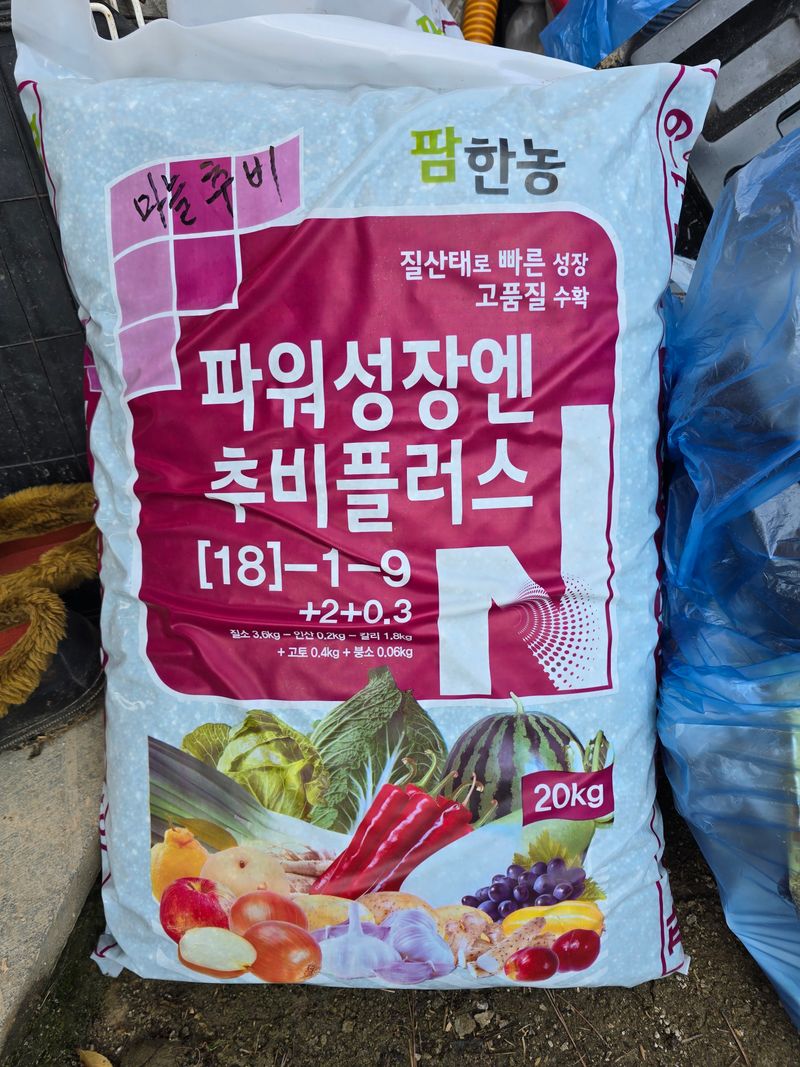 마늘추비
팜한농
질산태로 빠른 성장
고품질 수확
파워성장엔
추비플러스
[18]-1-9
+2+0.3
질소 3.6kg - 인산 0.2kg - 칼리 1.8kg
+ 고토 0.4kg + 붕소 0.06kg
N
20kg